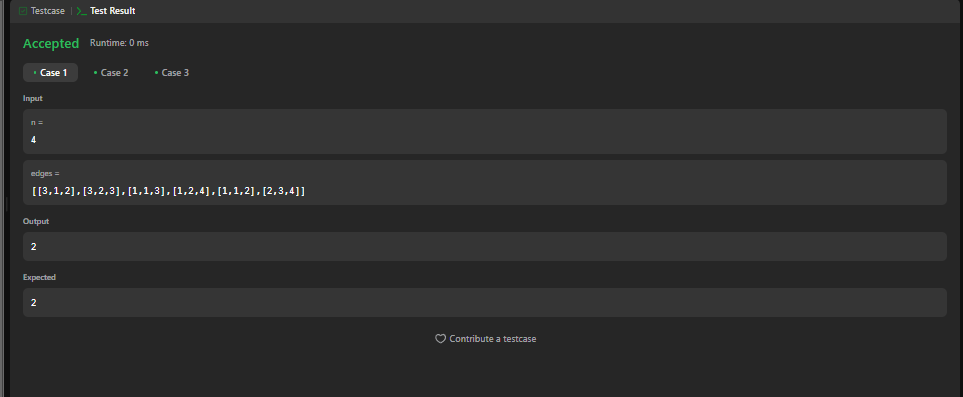 Testcase | >_ Test Result
Accepted Runtime: 0 ms
• Case 1 • Case 2 • Case 3
Input
n =
4
edges =
[[3,1,2],[3,2,3],[1,1,3],[1,2,4],[1,1,2],[2,3,4]]
Output
2
Expected
2
Contribute a testcase